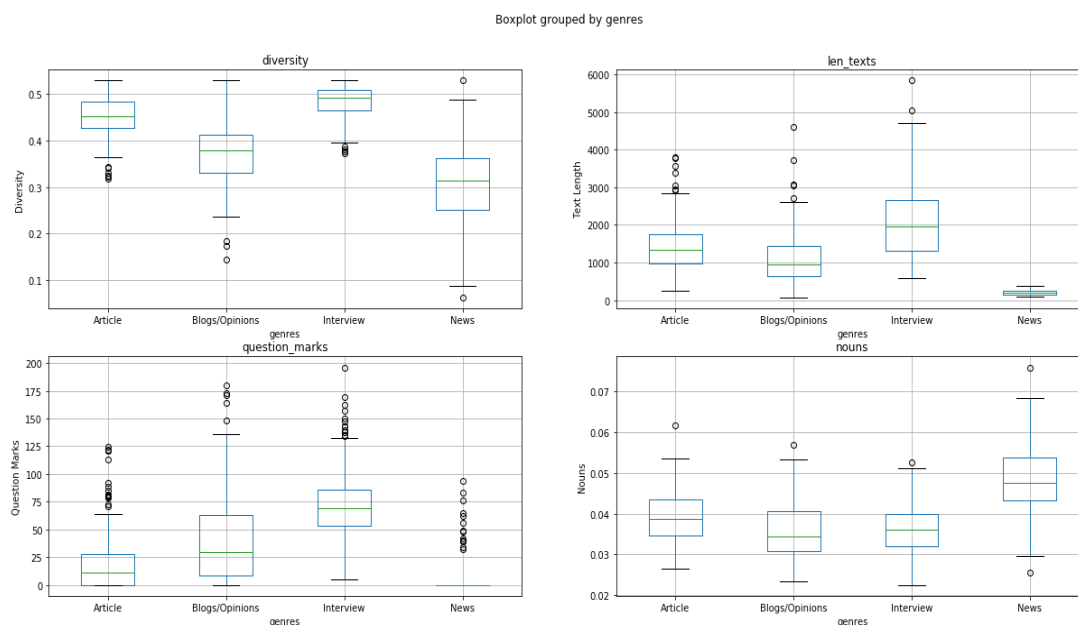 Boxplot grouped by genres
diversity
Diversity
0.5
0.4
0.3
0.2
0.1
Article Blogs/Opinions Interview News
genres
len_texts
Text Length
6000
5000
4000
3000
2000
1000
0
Article Blogs/Opinions Interview News
genres
question_marks
Question Marks
200
175
150
125
100
75
50
25
0
Article Blogs/Opinions Interview News
genres
nouns
Nouns
0.07
0.06
0.05
0.04
0.03
0.02
Article Blogs/Opinions Interview News
genres